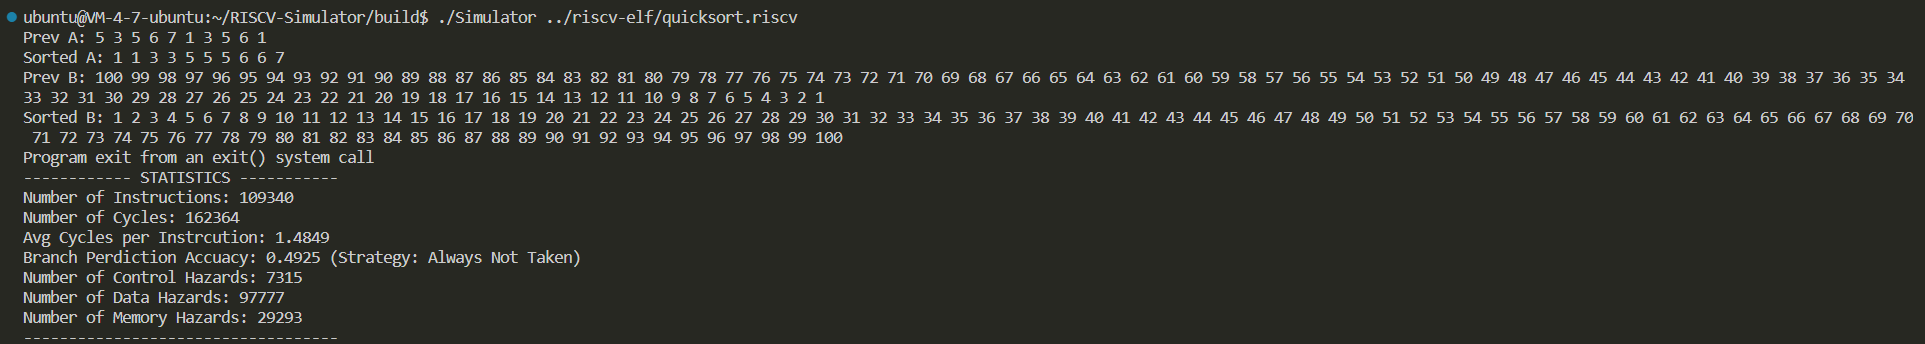 ubuntu@VM-4-7-ubuntu:~/RISCV-Simulator/build$ ./Simulator ../riscv-elf/quicksort.riscv
Prev A: 5 3 5 6 7 1 3 5 6 1
Sorted A: 1 1 3 3 5 5 5 6 6 7
Prev B: 100 99 98 97 96 95 94 93 92 91 90 89 88 87 86 85 84 83 82 81 80 79 78 77 76 75 74 73 72 71 70 69 68 67 66 65 64 63 62 61 60 59 58 57 56 55 54 53 52 51 50 49 48 47 46 45 44 43 42 41 40 39 38 37 36 35 34
33 32 31 30 29 28 27 26 25 24 23 22 21 20 19 18 17 16 15 14 13 12 11 10 9 8 7 6 5 4 3 2 1
Sorted B: 1 2 3 4 5 6 7 8 9 10 11 12 13 14 15 16 17 18 19 20 21 22 23 24 25 26 27 28 29 30 31 32 33 34 35 36 37 38 39 40 41 42 43 44 45 46 47 48 49 50 51 52 53 54 55 56 57 58 59 60 61 62 63 64 65 66 67 68 69 70
71 72 73 74 75 76 77 78 79 80 81 82 83 84 85 86 87 88 89 90 91 92 93 94 95 96 97 98 99 100
Program exit from an exit() system call
------------ STATISTICS -----------
Number of Instructions: 109340
Number of Cycles: 162364
Avg Cycles per Instrcution: 1.4849
Branch Perdiction Accuacy: 0.4925 (Strategy: Always Not Taken)
Number of Control Hazards: 7315
Number of Data Hazards: 97777
Number of Memory Hazards: 29293
-----------------------------------